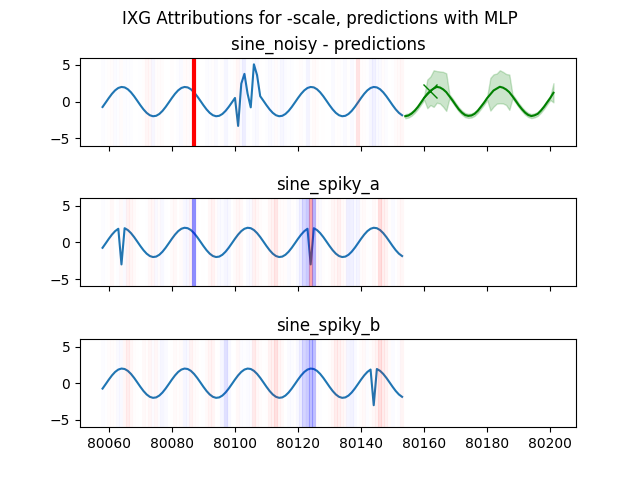 IXG Attributions for -scale, predictions with MLP
sine_noisy - predictions
5
0
−5
sine_spiky_a
5
0
−5
sine_spiky_b
5
0
−5
80060 80080 80100 80120 80140 80160 80180 80200